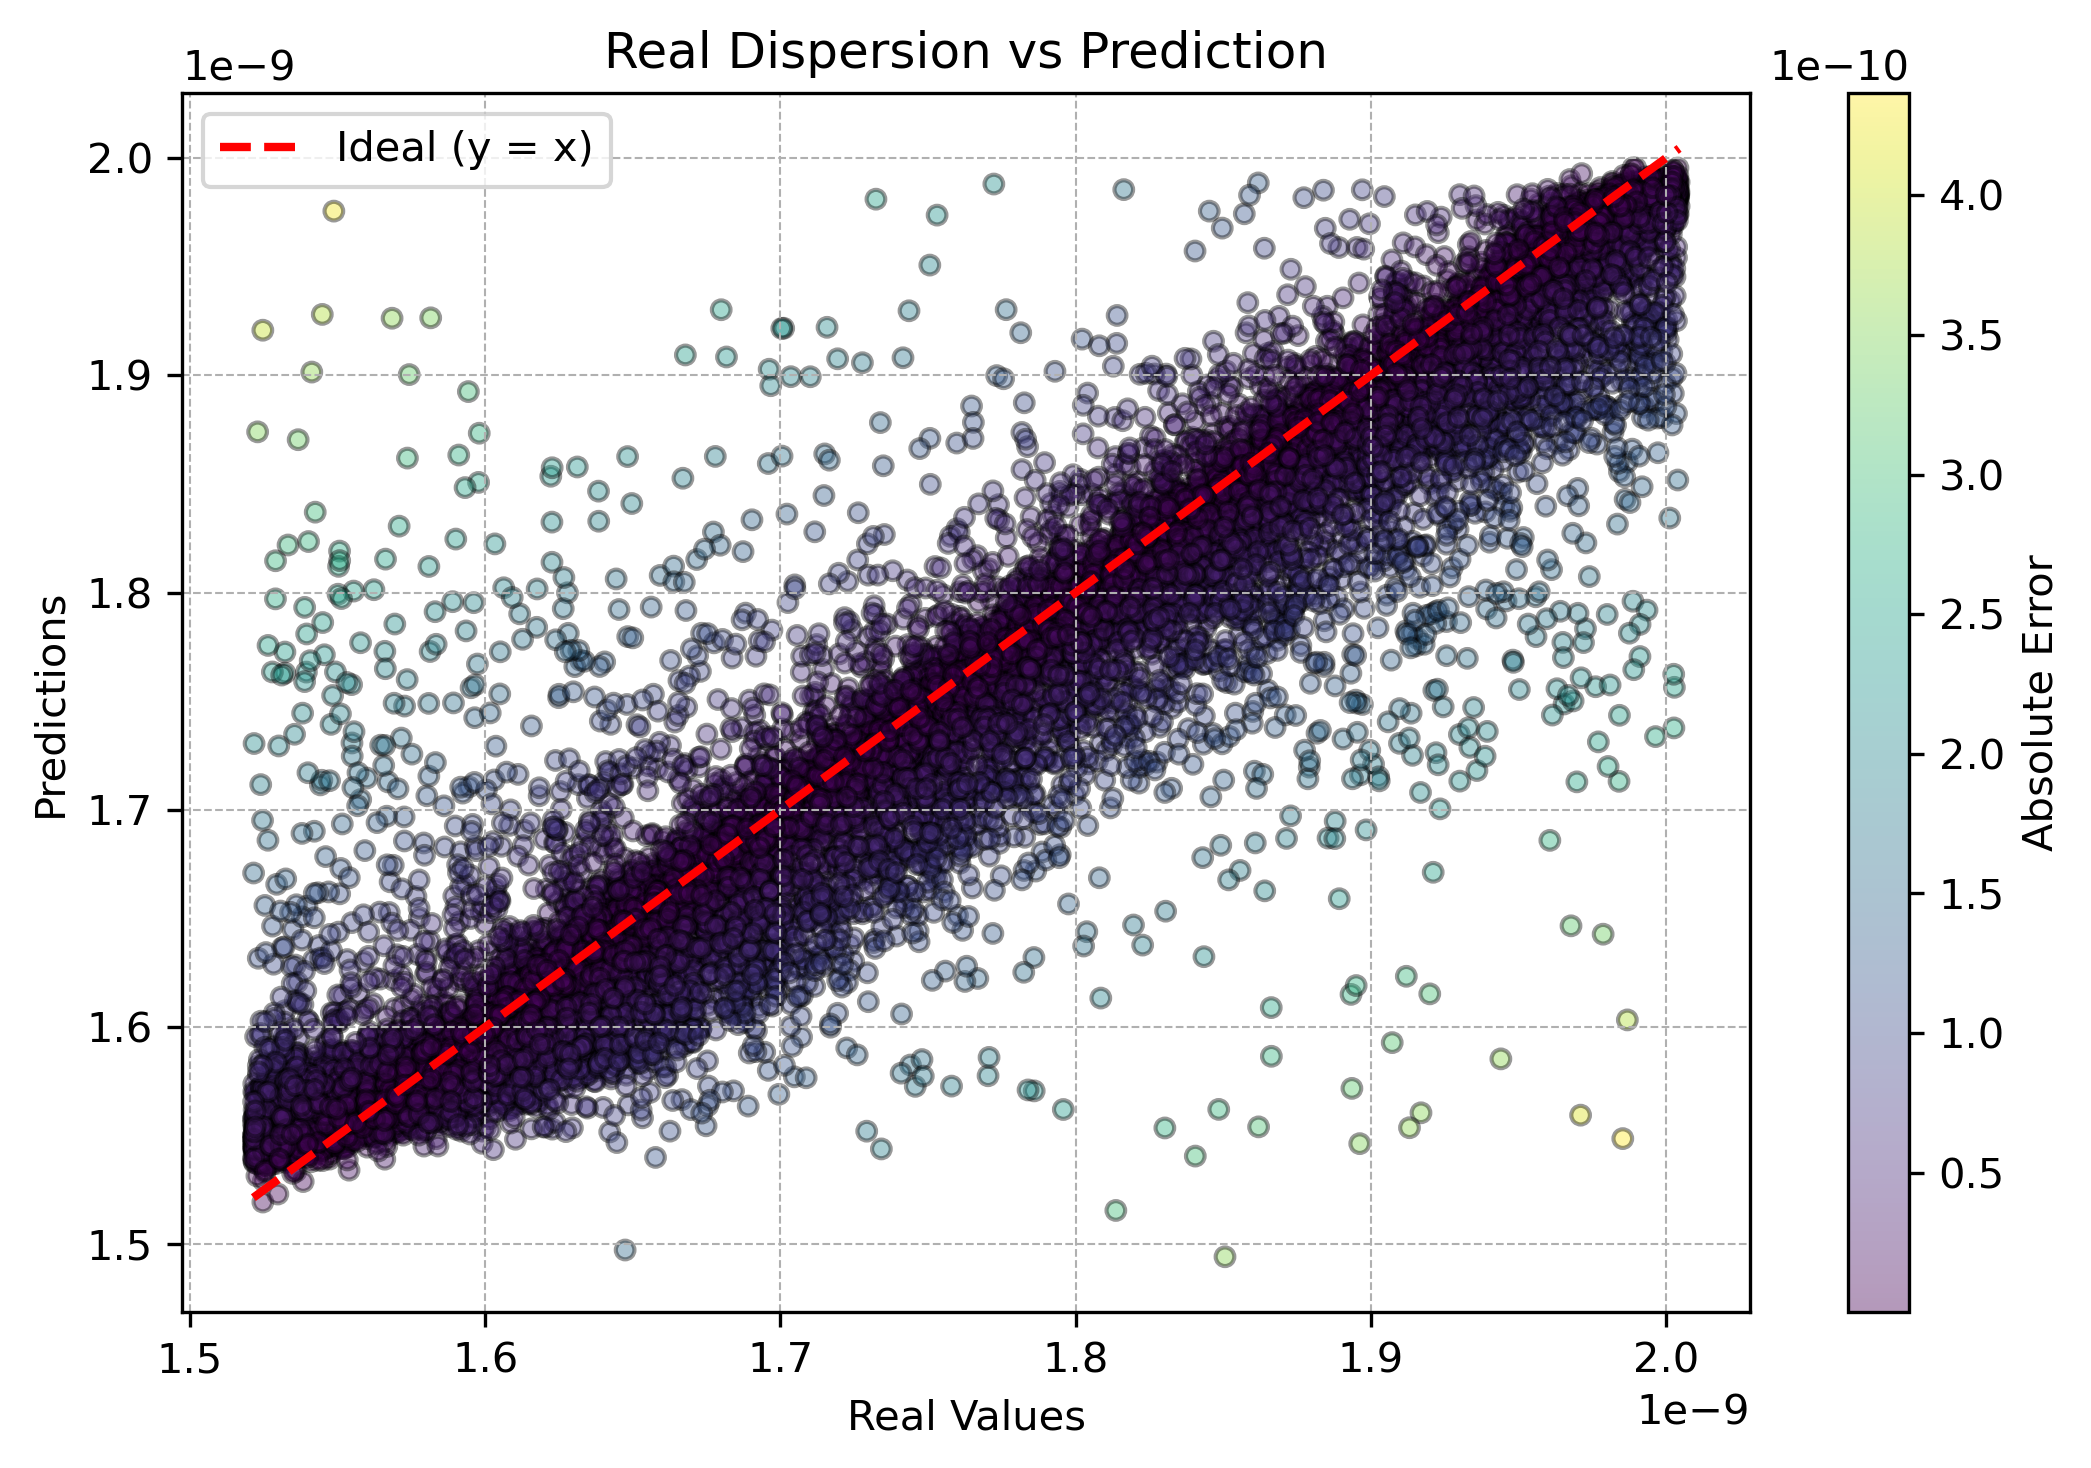 Real Dispersion vs Prediction
1e−9
1e−10
Ideal (y = x)
2.0
1.9
1.8
1.7
1.6
1.5
Predictions
1.5
1.6
1.7
1.8
1.9
2.0
1e−9
Real Values
4.0
3.5
3.0
2.5
2.0
1.5
1.0
0.5
Absolute Error